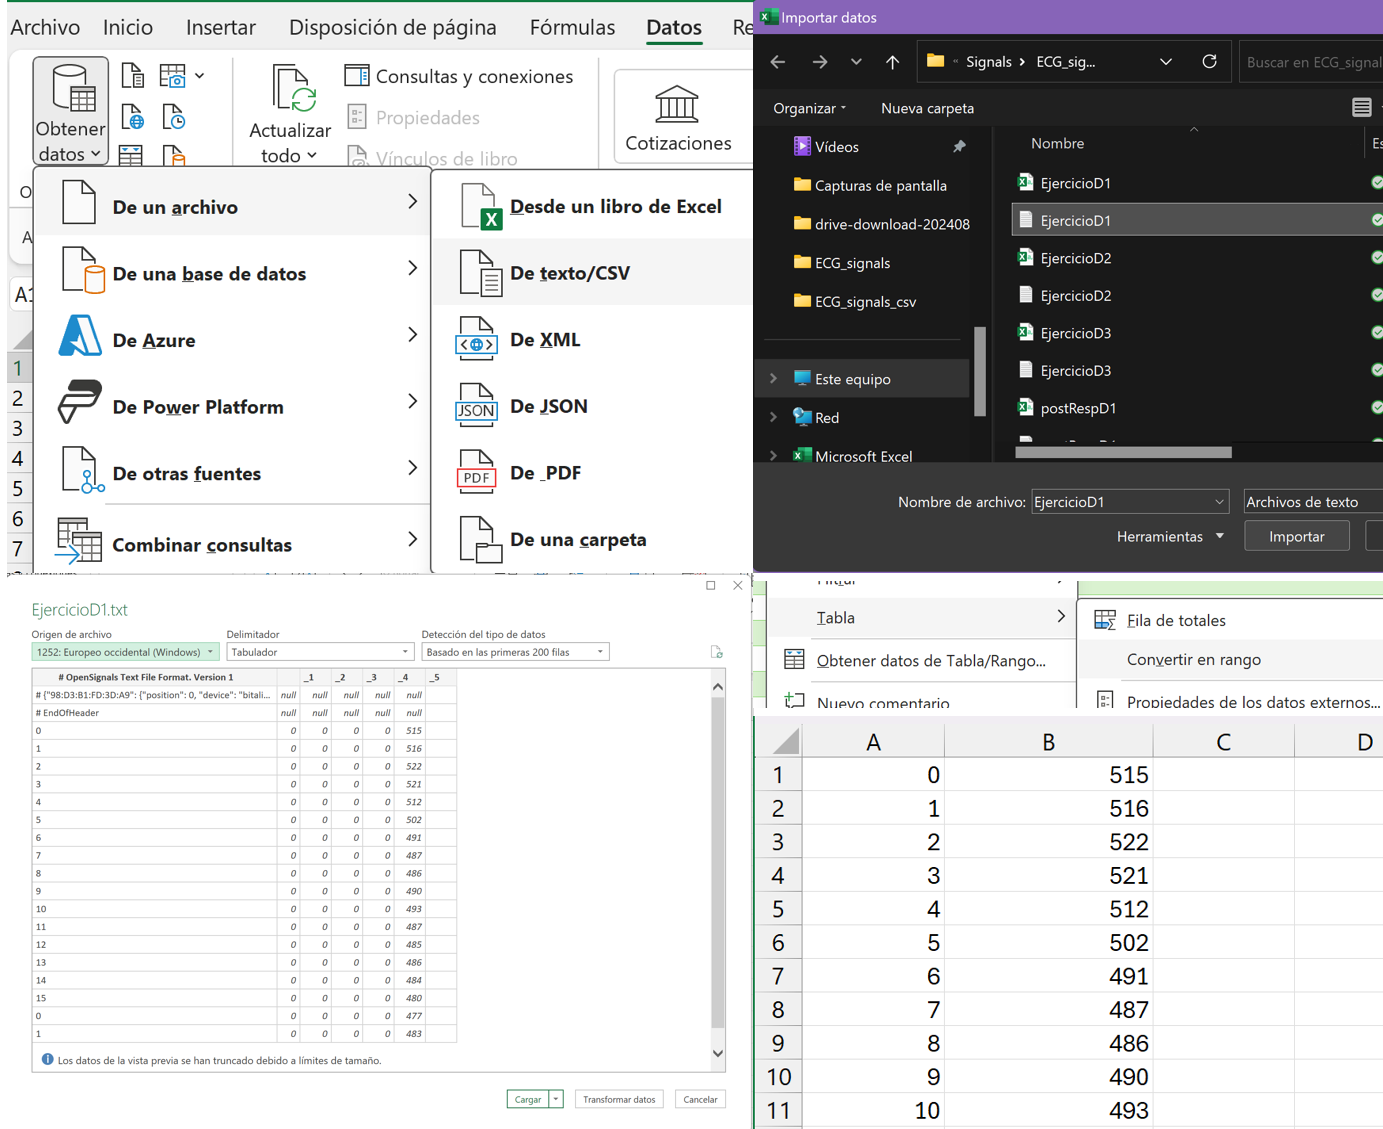 Archivo Inicio Insertar Disposición de página Fórmulas Datos Re
Obtener datos
Actualizar todo
Consultas y conexiones
Propiedades
Vínculos de libro
Cotizaciones
A1
De un archivo
De una base de datos
De Azure
De Power Platform
De otras fuentes
Combinar consultas
Desde un libro de Excel
De texto/CSV
De XML
JSON De JSON
PDF De PDF
De una carpeta
1
2
3
4
5
6
7
Importar datos
« Signals › ECG_sig...
Buscar en ECG_signal
Organizar
Nueva carpeta
Vídeos
Capturas de pantalla
drive-download-202408
ECG_signals
ECG_signals_csv
Este equipo
Red
Microsoft Excel
Nombre Es
EjercicioD1
EjercicioD1
EjercicioD2
EjercicioD2
EjercicioD3
EjercicioD3
postRespD1
Nombre de archivo: EjercicioD1 Archivos de texto
Herramientas Importar
EjercicioD1.txt
Origen de archivo Delimitador Detección del tipo de datos
1252: Europeo occidental (Windows) Tabulador Basado en las primeras 200 filas
# OpenSignals Text File Format. Version 1 _1 _2 _3 _4 _5
# {"98:D3:B1:FD:3D:A9": {"position": 0, "device": "bitali... null null null null null
# EndOfHeader null null null null null
0 0 0 0 0 515
1 0 0 0 0 516
2 0 0 0 0 522
3 0 0 0 0 521
4 0 0 0 0 512
5 0 0 0 0 502
6 0 0 0 0 491
7 0 0 0 0 487
8 0 0 0 0 486
9 0 0 0 0 490
10 0 0 0 0 493
11 0 0 0 0 487
12 0 0 0 0 485
13 0 0 0 0 486
14 0 0 0 0 484
15 0 0 0 0 480
0 0 0 0 0 477
1 0 0 0 0 483
Los datos de la vista previa se han truncado debido a límites de tamaño.
Cargar Transformar datos Cancelar
Tabla
Obtener datos de Tabla/Rango...
Nuevo comentario
Fila de totales
Convertir en rango
Propiedades de los datos externos...
A B C D
1 0 515
2 1 516
3 2 522
4 3 521
5 4 512
6 5 502
7 6 491
8 7 487
9 8 486
10 9 490
11 10 493